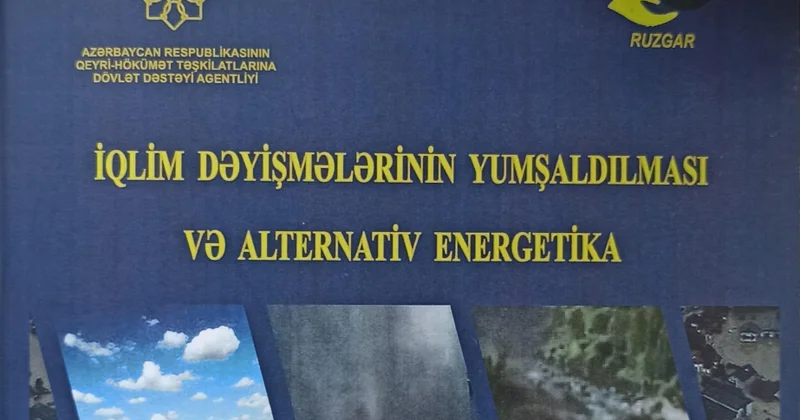 AZƏRBAYCAN RESPUBLİKASININ
QEYRİ-HÖKUMƏT TƏŞKİLATLARINA
DÖVLƏT DƏSTƏYİ AGENTLİYİ
RUZGAR
İQLİM DƏYİŞMƏLƏRİNİN YUMŞALDILMASI
VƏ ALTERNATİV ENERGETİKA